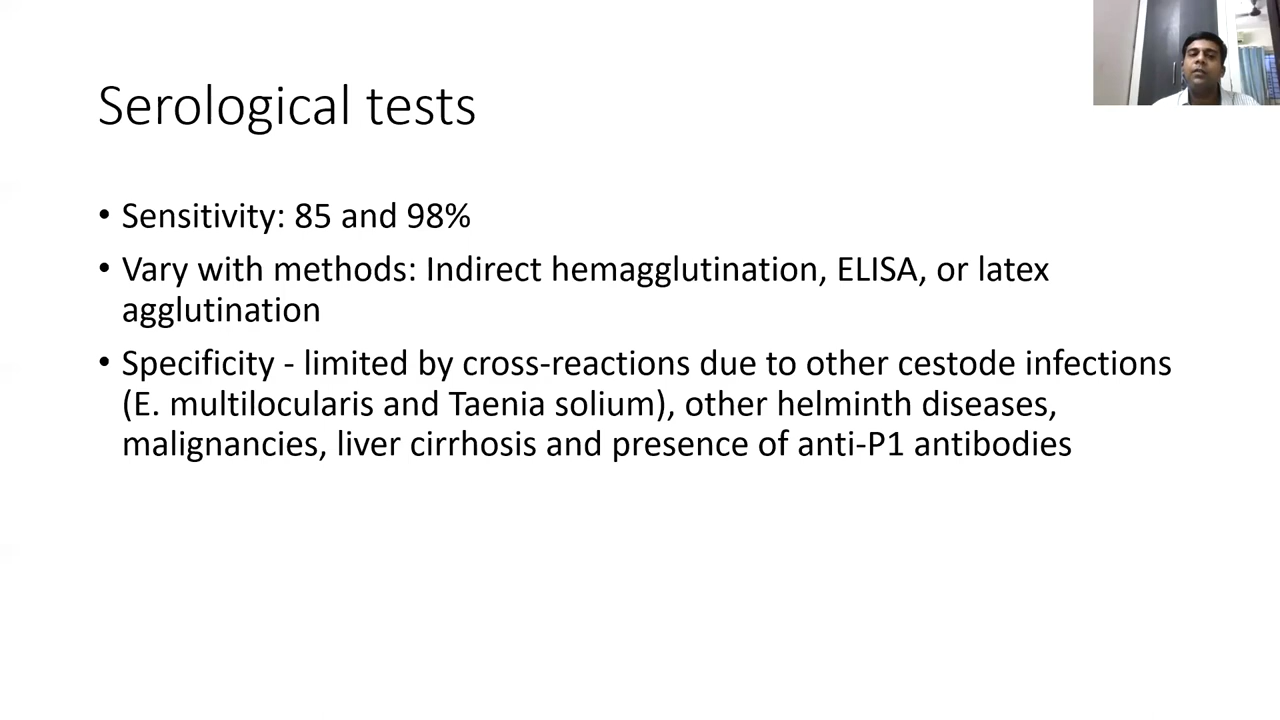 Serological tests
• Sensitivity: 85 and 98%
• Vary with methods: Indirect hemagglutination, ELISA, or latex
agglutination
• Specificity - limited by cross-reactions due to other cestode infections
(E. multilocularis and Taenia solium), other helminth diseases,
malignancies, liver cirrhosis and presence of anti-P1 antibodies